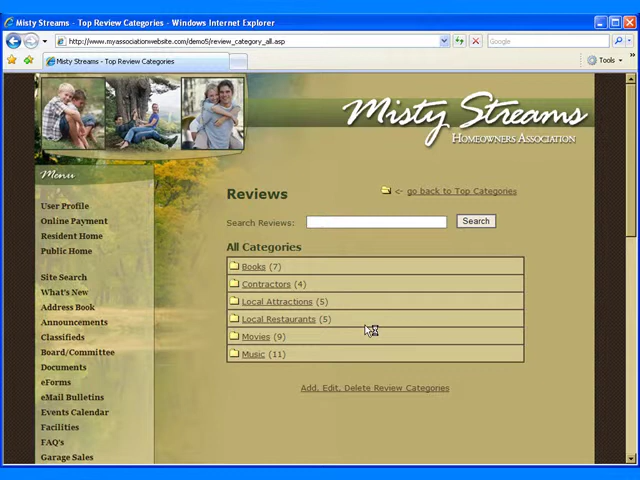 Misty Streams - Top Review Categories - Windows Internet Explorer
http://www.myassociationwebsite.com/demo5/review_category_all.asp
Google
Misty Streams - Top Review Categories
Tools
Misty Streams
HOMEOWNERS ASSOCIATION
Menu
User Profile
Online Payment
Resident Home
Public Home
Site Search
What's New
Address Book
Announcements
Classifieds
Board/Committee
Documents
eForms
eMail Bulletins
Events Calendar
Facilities
FAQ's
Garage Sales
Reviews
<- go back to Top Categories
Search Reviews:
Search
All Categories
Books (7)
Contractors (4)
Local Attractions (5)
Local Restaurants (5)
Movies (9)
Music (11)
Add, Edit, Delete Review Categories